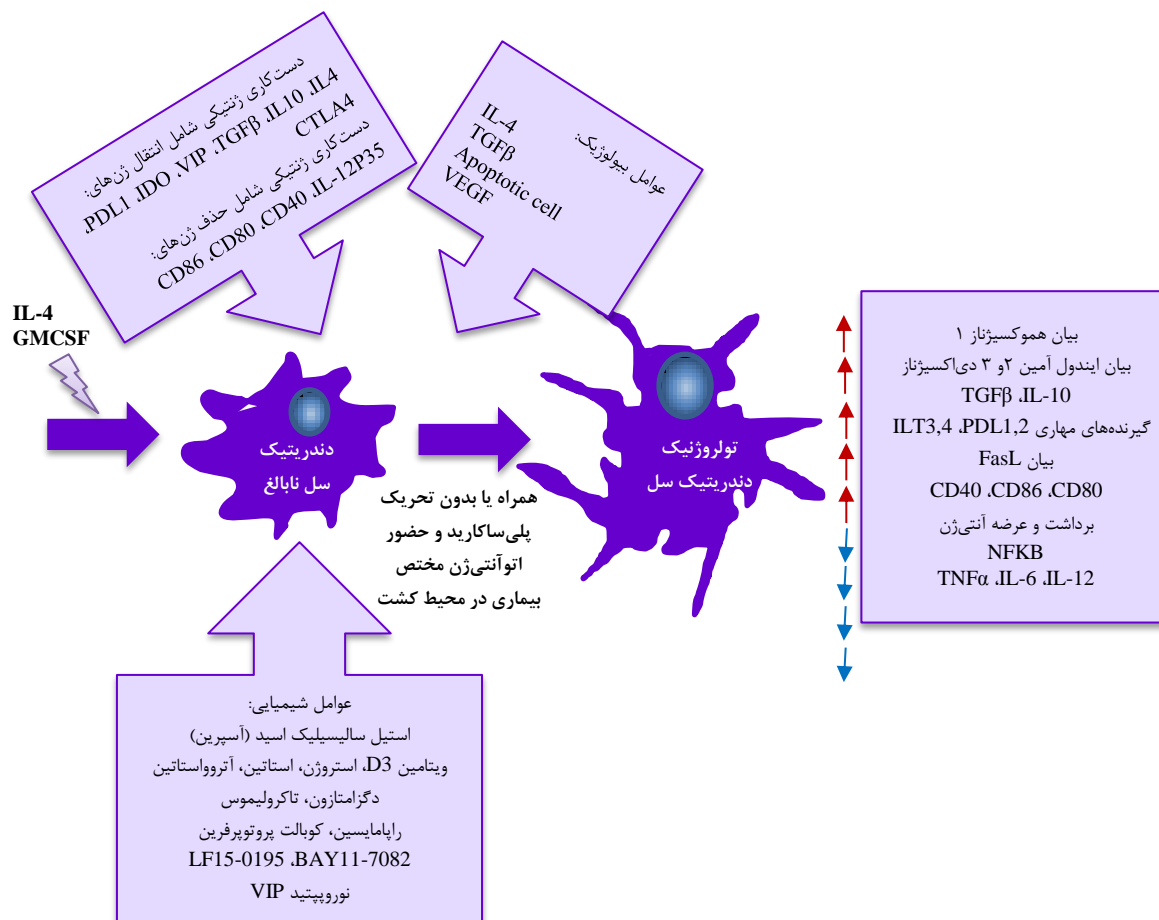 دست‌کاری ژنتیکی شامل انتقال ژن‌های:
PDL1 ،IDO ،VIP ،TGFβ ،IL10 ،IL4،
CTLA4
دست‌کاری ژنتیکی شامل حذف ژن‌های:
CD86 ،CD80 ،CD40 ،IL-12P35
عوامل بیولوژیک:
IL-4
TGFβ
Apoptotic cell
VEGF
IL-4
GMCSF
دندریتیک
سل نابالغ
همراه یا بدون تحریک
پلی‌ساکارید و حضور
اتوآنتی‌ژن مختص
بیماری در محیط کشت
تولروژنیک
دندریتیک سل
بیان هموکسیژناز ۱
بیان ایندول آمین ۲و ۳ دی‌اکسیژناز
TGFβ ،IL-10
گیرنده‌های مهاری ILT3,4 ،PDL1,2
بیان FasL
CD40 ،CD86 ،CD80
برداشت و عرضه آنتی‌ژن
NFKB
TNFα ،IL-6 ،IL-12
عوامل شیمیایی:
استیل سالیسیلیک اسید (آسپرین)
ویتامین D3، استروژن، استاتین، آتروواستاتین
دگزامتازون، تاکرولیموس
راپامایسین، کوبالت پروتوپرفرین
LF15-0195 ،BAY11-7082
نوروپپتید VIP